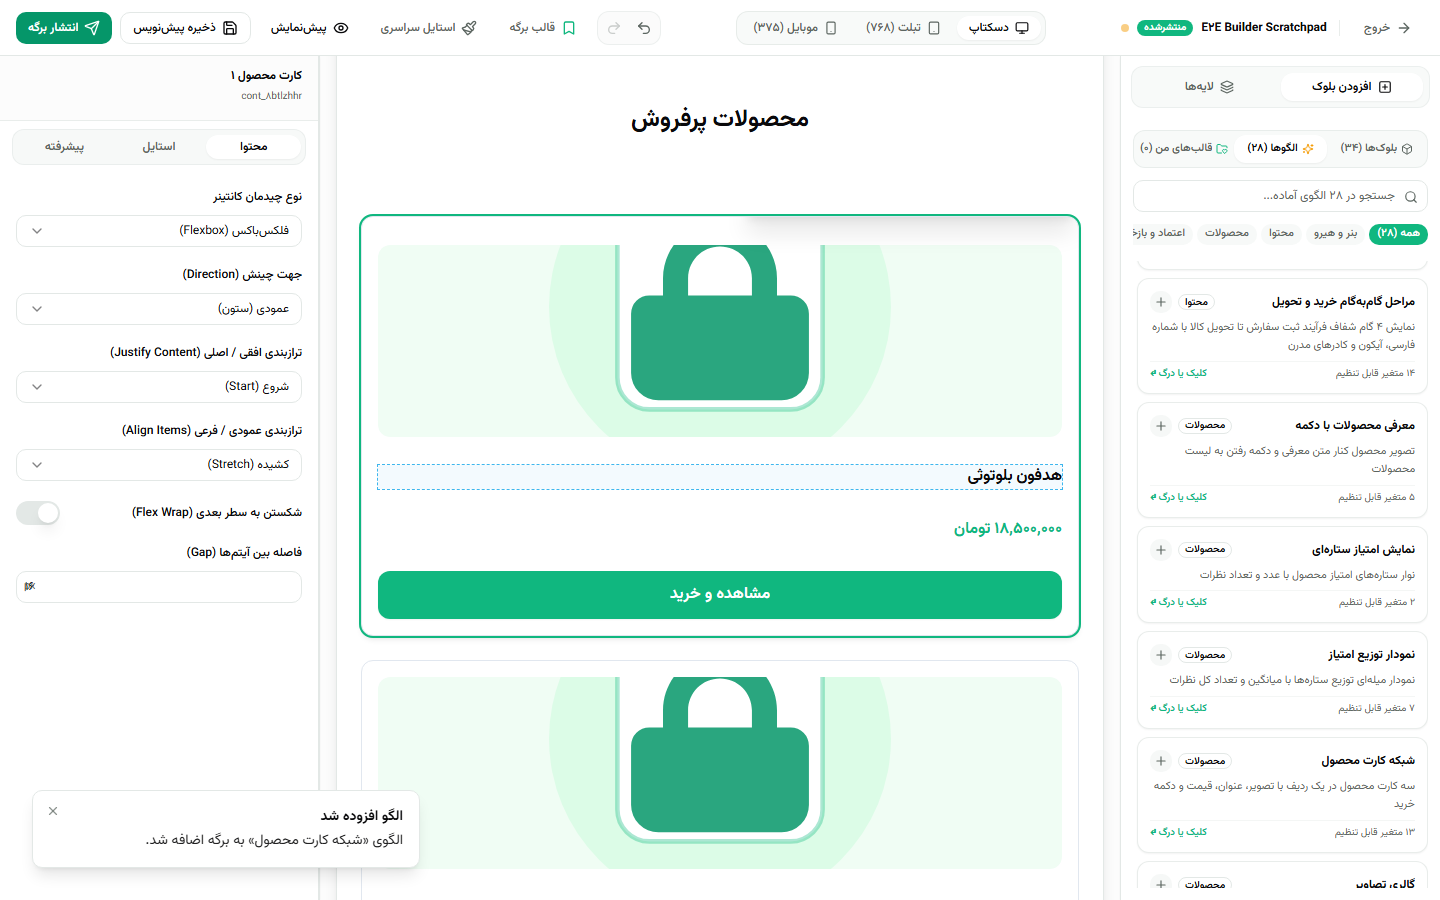 خروج
E2E Builder Scratchpad
منتشرشده
دسکتاپ
تبلت (۷۶۸)
موبایل (۳۷۵)
قالب برگه
استایل سراسری
پیش‌نمایش
ذخیره پیش‌نویس
انتشار برگه
افزودن بلوک
لایه‌ها
بلوک‌ها (۳۴)
الگوها (۲۸)
قالب‌های من (۰)
جستجو در ۲۸ الگوی آماده...
همه (۲۸)
بنر و هیرو
محتوا
محصولات
اعتماد و بازخ
مراحل گام‌به‌گام خرید و تحویل
محتوا
نمایش ۴ گام شفاف فرآیند ثبت سفارش تا تحویل کالا با شماره
فارسی، آیکون و کادرهای مدرن
۱۴ متغیر قابل تنظیم
کلیک یا درگ
معرفی محصولات با دکمه
محصولات
تصویر محصول کنار متن معرفی و دکمه رفتن به لیست
محصولات
۵ متغیر قابل تنظیم
کلیک یا درگ
نمایش امتیاز ستاره‌ای
محصولات
نوار ستاره‌های امتیاز محصول با عدد و تعداد نظرات
۲ متغیر قابل تنظیم
کلیک یا درگ
نمودار توزیع امتیاز
محصولات
نمودار میله‌ای توزیع ستاره‌ها با میانگین و تعداد کل نظرات
۷ متغیر قابل تنظیم
کلیک یا درگ
شبکه کارت محصول
محصولات
سه کارت محصول در یک ردیف با تصویر، عنوان، قیمت و دکمه
خرید
۱۳ متغیر قابل تنظیم
کلیک یا درگ
گالری تصاویر
محصولات
محصولات پرفروش
هدفون بلوتوثی
۱۸,۵۰۰,۰۰۰ تومان
مشاهده و خرید
کارت محصول ۱
cont_۸btlzhhr
محتوا
استایل
پیشرفته
نوع چیدمان کانتینر
فلکس‌باکس (Flexbox)
جهت چینش (Direction)
عمودی (ستون)
ترازبندی افقی / اصلی (Justify Content)
شروع (Start)
ترازبندی عمودی / فرعی (Align Items)
کشیده (Stretch)
شکستن به سطر بعدی (Flex Wrap)
فاصله بین آیتم‌ها (Gap)
الگو افزوده شد
الگوی «شبکه کارت محصول» به برگه اضافه شد.